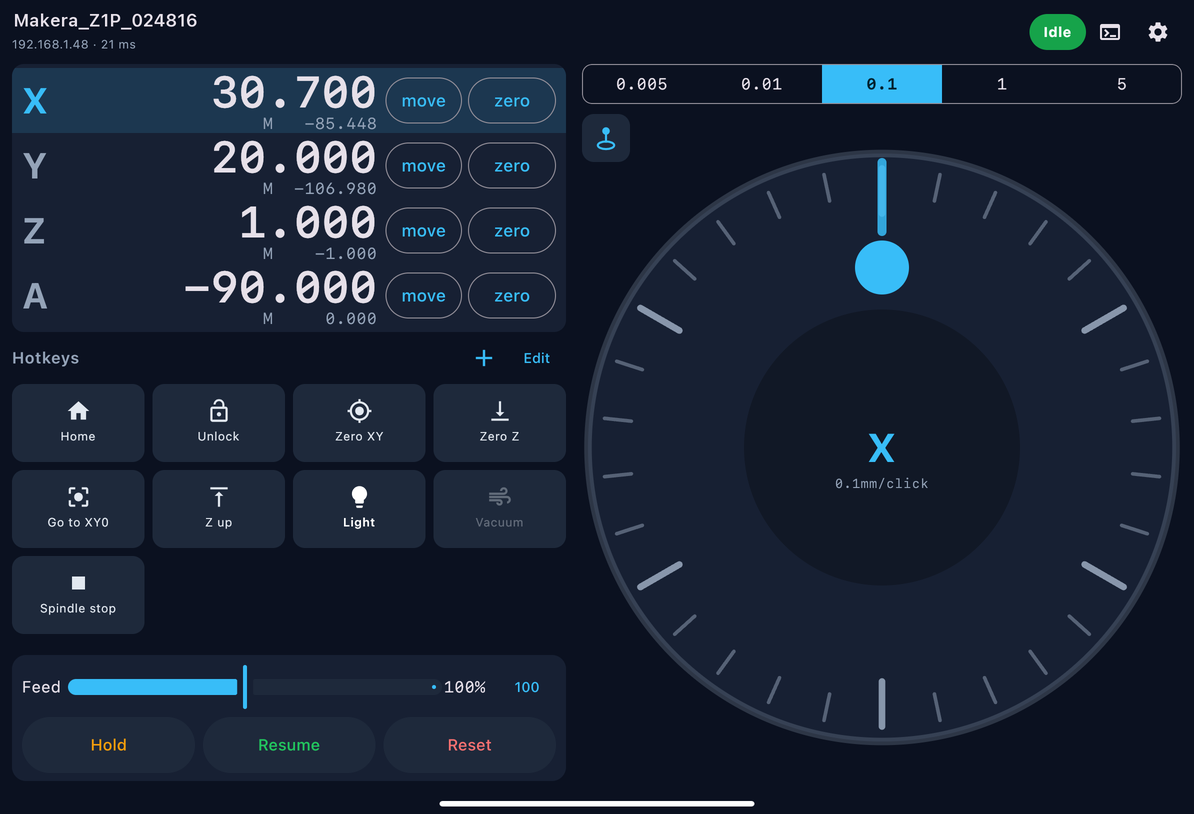 Makera_Z1P_024816
192.168.1.48 · 21 ms
Idle
X 30.700 move zero
M −85.448
Y 20.000 move zero
M −106.980
Z 1.000 move zero
M −1.000
A −90.000 move zero
M 0.000
Hotkeys + Edit
Home Unlock Zero XY Zero Z
Go to XY0 Z up Light Vacuum
Spindle stop
Feed 100% 100
Hold Resume Reset
0.005 0.01 0.1 1 5
X
0.1mm/click